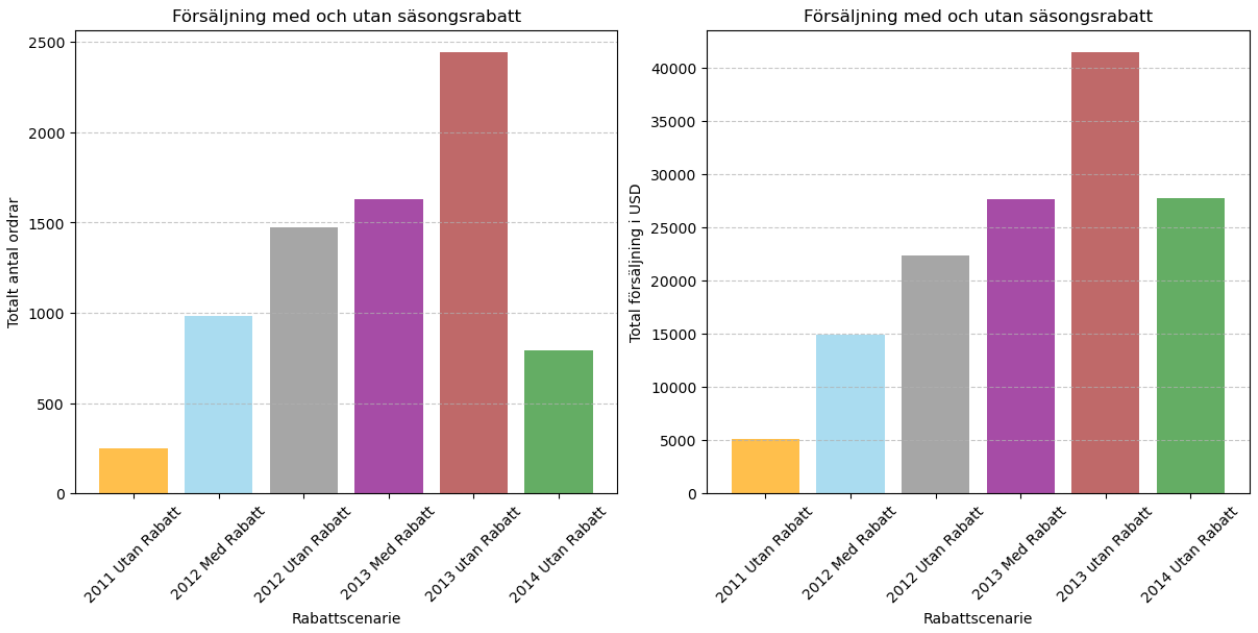 Försäljning med och utan säsongsrabatt
Totalt antal ordrar
2500
2000
1500
1000
500
0
2011 Utan Rabatt
2012 Med Rabatt
2012 Utan Rabatt
2013 Med Rabatt
2013 utan Rabatt
2014 Utan Rabatt
Rabattscenarie
Försäljning med och utan säsongsrabatt
Total försäljning i USD
40000
35000
30000
25000
20000
15000
10000
5000
0
2011 Utan Rabatt
2012 Med Rabatt
2012 Utan Rabatt
2013 Med Rabatt
2013 utan Rabatt
2014 Utan Rabatt
Rabattscenarie